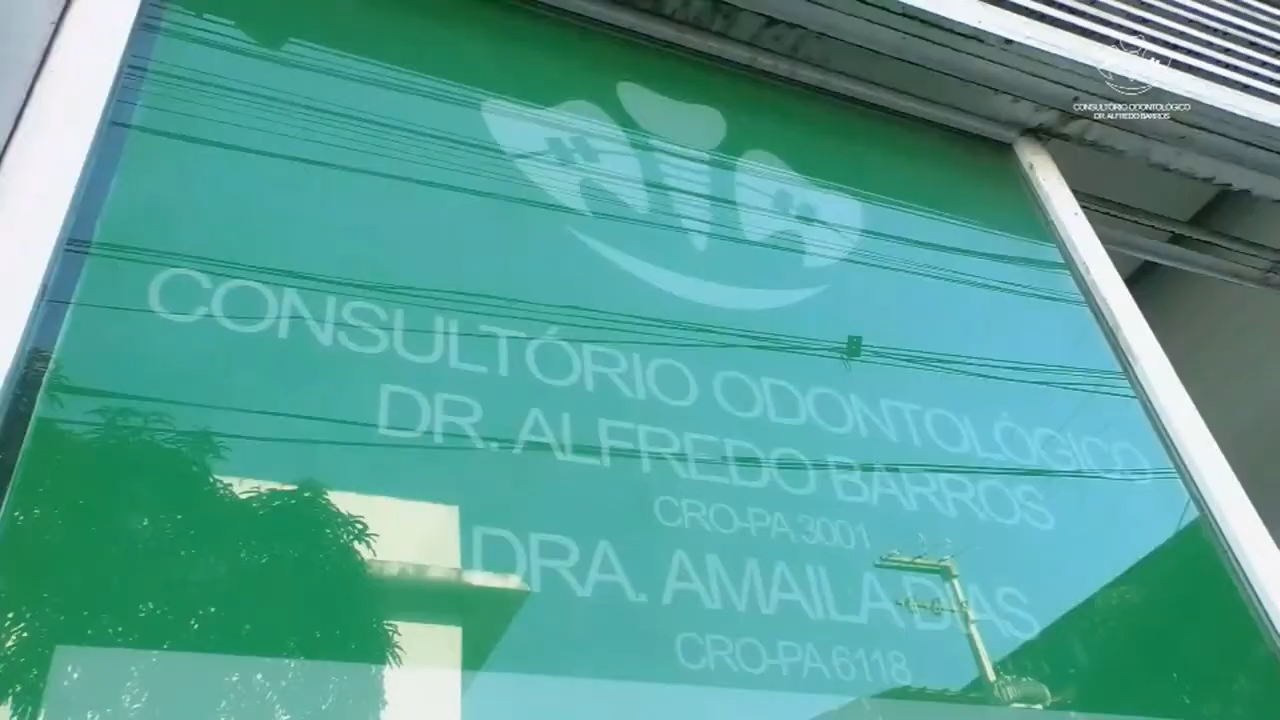 CONSULTÓRIO ODONTOLÓGICO
DR. ALFREDO BARROS
CONSULTÓRIO ODONTOLÓGICO
DR. ALFREDO BARROS
CRO-PA 3001
DRA. AMAILA DIAS
CRO-PA 6118